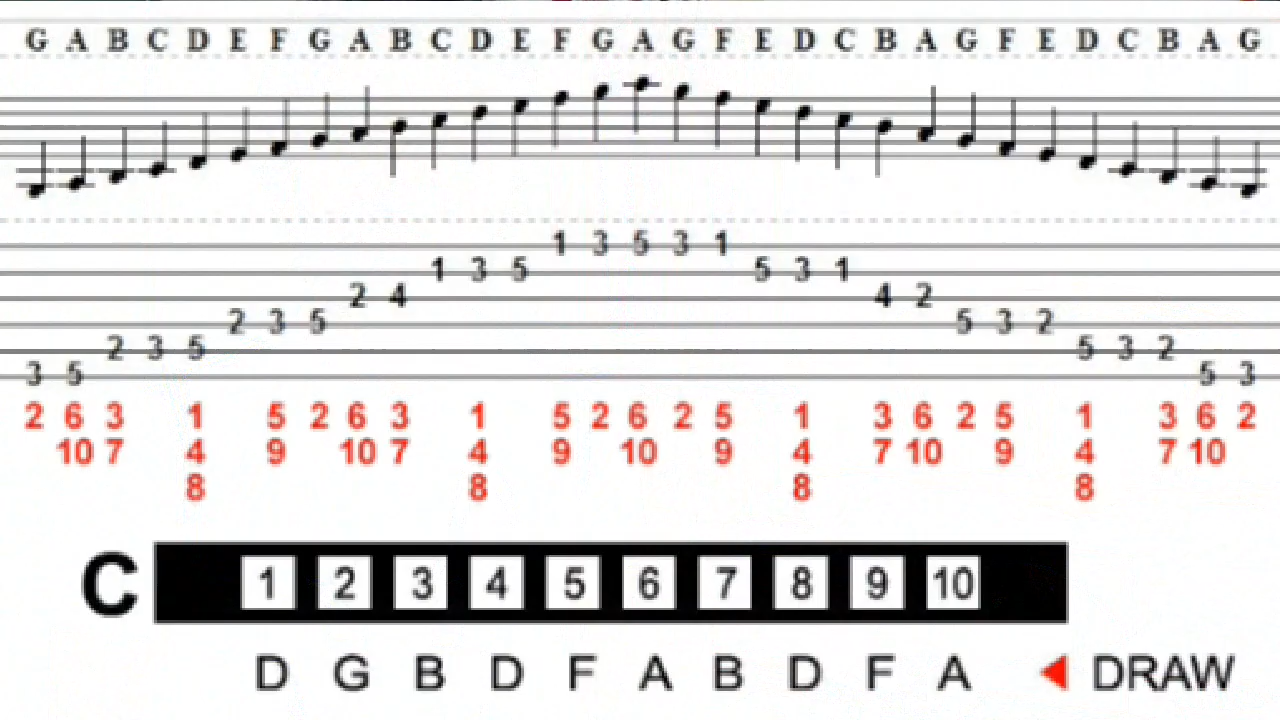 G A B C D E F G A B C D E F G A G F E D C B A G F E D C B A G
1 3 5 3 1
1 3 5 5 3 1
2 4 4 2
2 3 5 5 3 2
2 3 5 5 3 2
3 5 5 3
2 6 3 1 5 2 6 3 1 5 2 6 2 5 1 3 6 2 5 1 3 6 2
10 7 4 9 10 7 4 9 10 9 4 7 10 9 4 7 10
8 8 8 8
C 1 2 3 4 5 6 7 8 9 10
D G B D F A B D F A DRAW